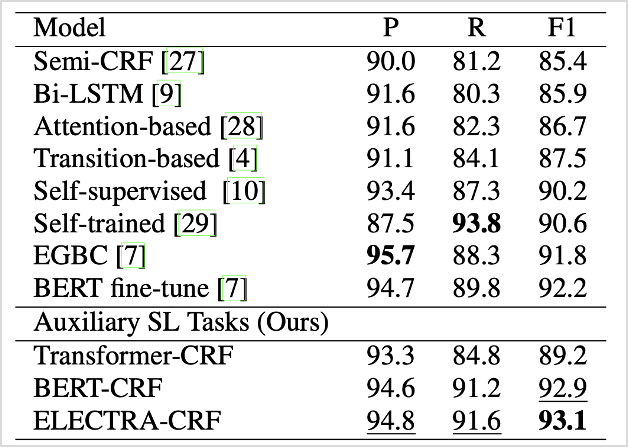 Model P R F1
Semi-CRF [27] 90.0 81.2 85.4
Bi-LSTM [9] 91.6 80.3 85.9
Attention-based [28] 91.6 82.3 86.7
Transition-based [4] 91.1 84.1 87.5
Self-supervised [10] 93.4 87.3 90.2
Self-trained [29] 87.5 93.8 90.6
EGBC [7] 95.7 88.3 91.8
BERT fine-tune [7] 94.7 89.8 92.2
Auxiliary SL Tasks (Ours)
Transformer-CRF 93.3 84.8 89.2
BERT-CRF 94.6 91.2 92.9
ELECTRA-CRF 94.8 91.6 93.1